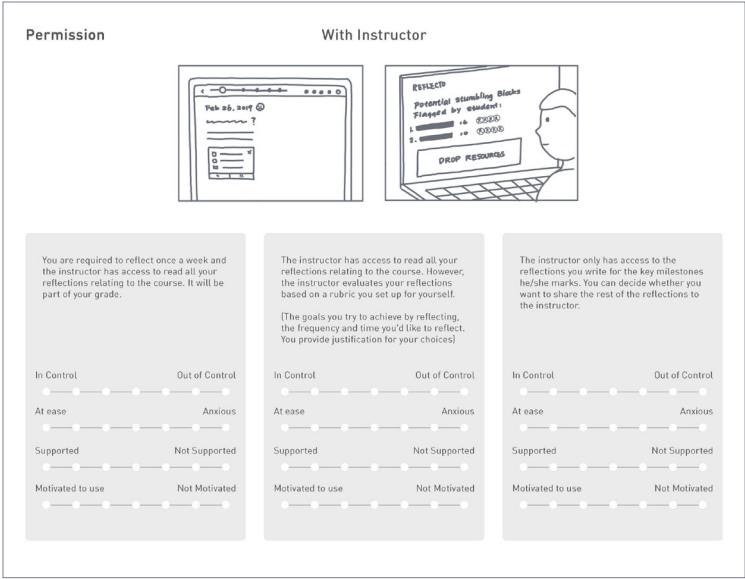 Permission
With Instructor
Feb 26, 2019
?
REFLECTO
Potential Stumbling Blocks
Flagged by student:
1.
2.
DROP RESOURCES
You are required to reflect once a week and
the instructor has access to read all your
reflections relating to the course. It will be
part of your grade.
In Control Out of Control
At ease Anxious
Supported Not Supported
Motivated to use Not Motivated
The instructor has access to read all your
reflections relating to the course. However,
the instructor evaluates your reflections
based on a rubric you set up for yourself.
(The goals you try to achieve by reflecting,
the frequency and time you'd like to reflect.
You provide justification for your choices)
In Control Out of Control
At ease Anxious
Supported Not Supported
Motivated to use Not Motivated
The instructor only has access to the
reflections you write for the key milestones
he/she marks. You can decide whether you
want to share the rest of the reflections to
the instructor.
In Control Out of Control
At ease Anxious
Supported Not Supported
Motivated to use Not Motivated